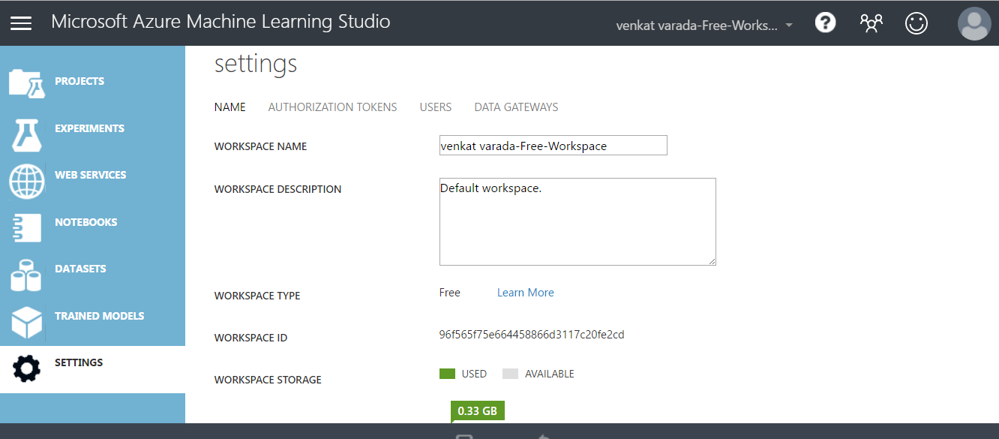 Microsoft Azure Machine Learning Studio
venkat varada-Free-Works...
?
PROJECTS
EXPERIMENTS
WEB SERVICES
NOTEBOOKS
DATASETS
TRAINED MODELS
SETTINGS
settings
NAME AUTHORIZATION TOKENS USERS DATA GATEWAYS
WORKSPACE NAME venkat varada-Free-Workspace
WORKSPACE DESCRIPTION Default workspace.
WORKSPACE TYPE Free Learn More
WORKSPACE ID 96f565f75e664458866d3117c20fe2cd
WORKSPACE STORAGE USED AVAILABLE
0.33 GB